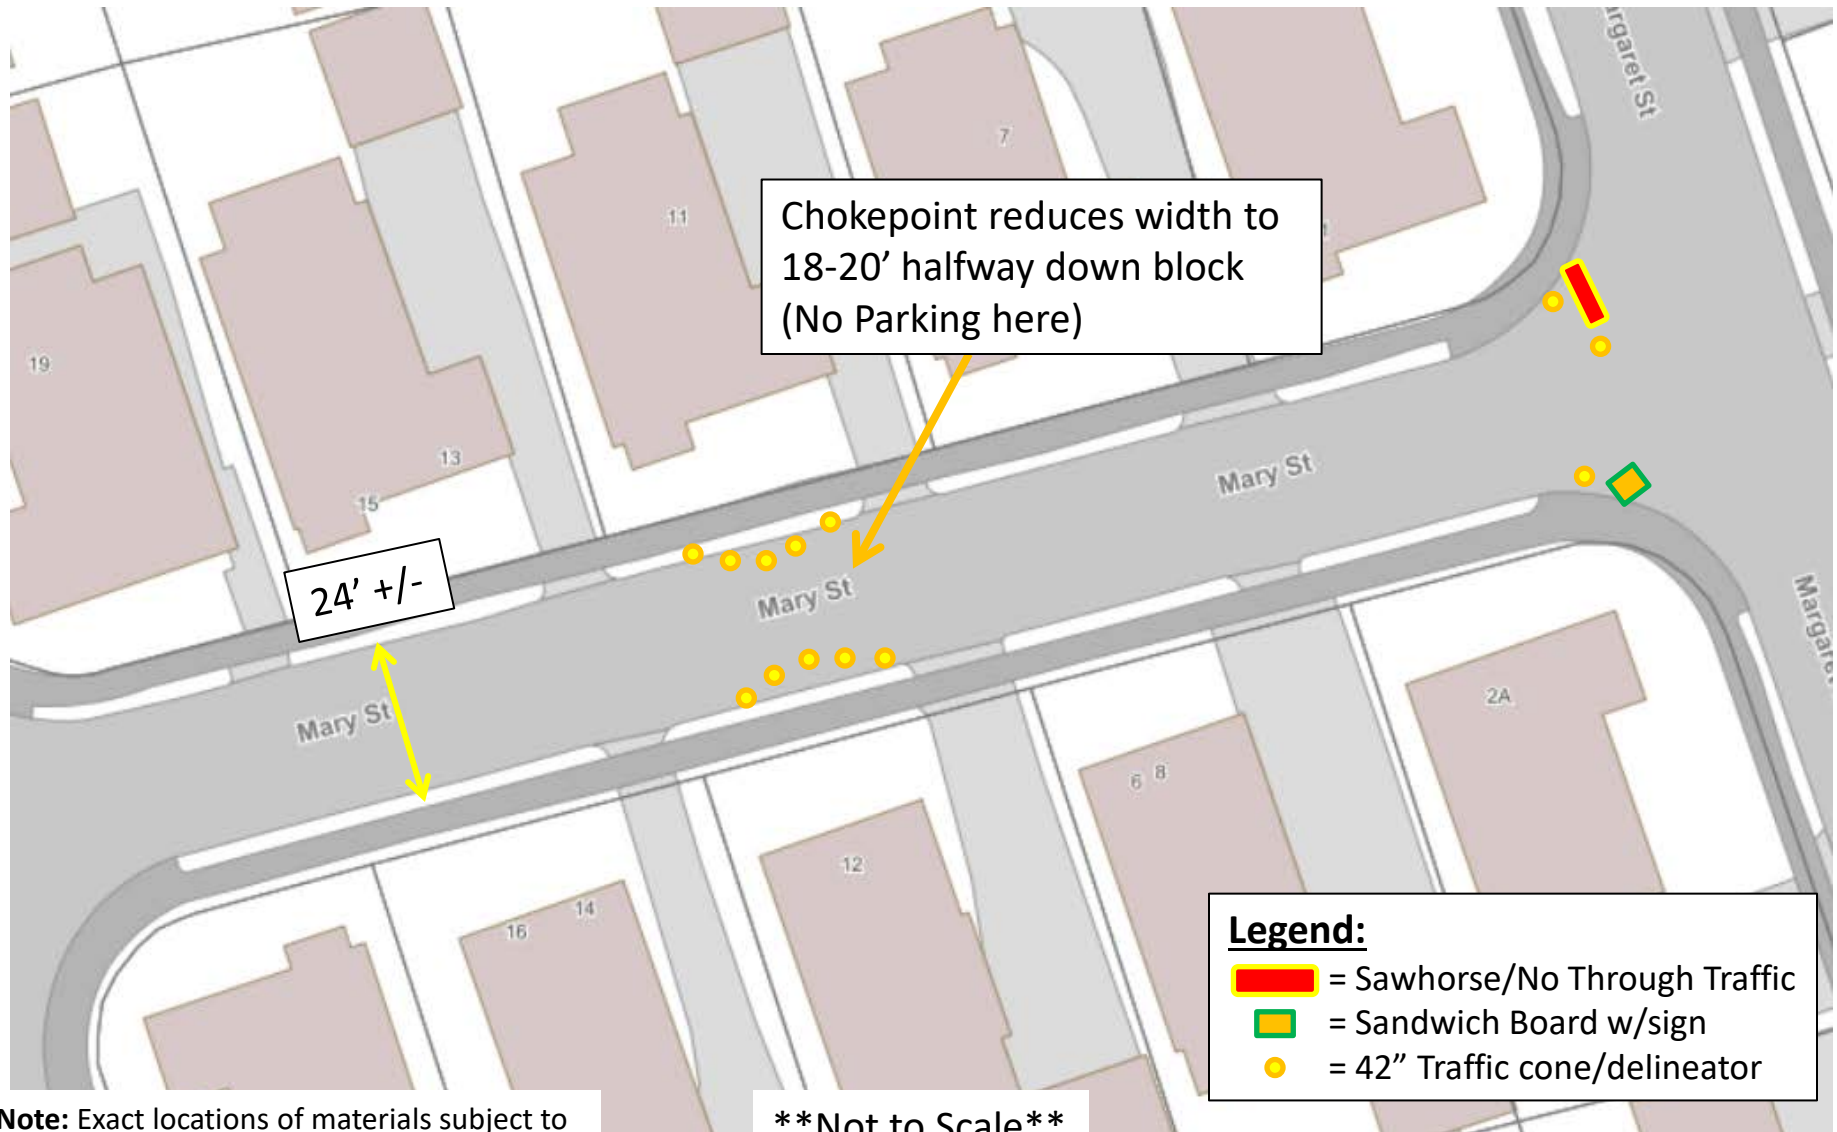 rgaret St
7
11
Chokepoint reduces width to
18-20’ halfway down block
(No Parking here)
19
13
15
Mary St
24’ +/-
Mary St
Mary St
Margaret
2A
6 8
12
14
16
Legend:
= Sawhorse/No Through Traffic
= Sandwich Board w/sign
= 42” Traffic cone/delineator
Note: Exact locations of materials subject to
**Not to Scale**